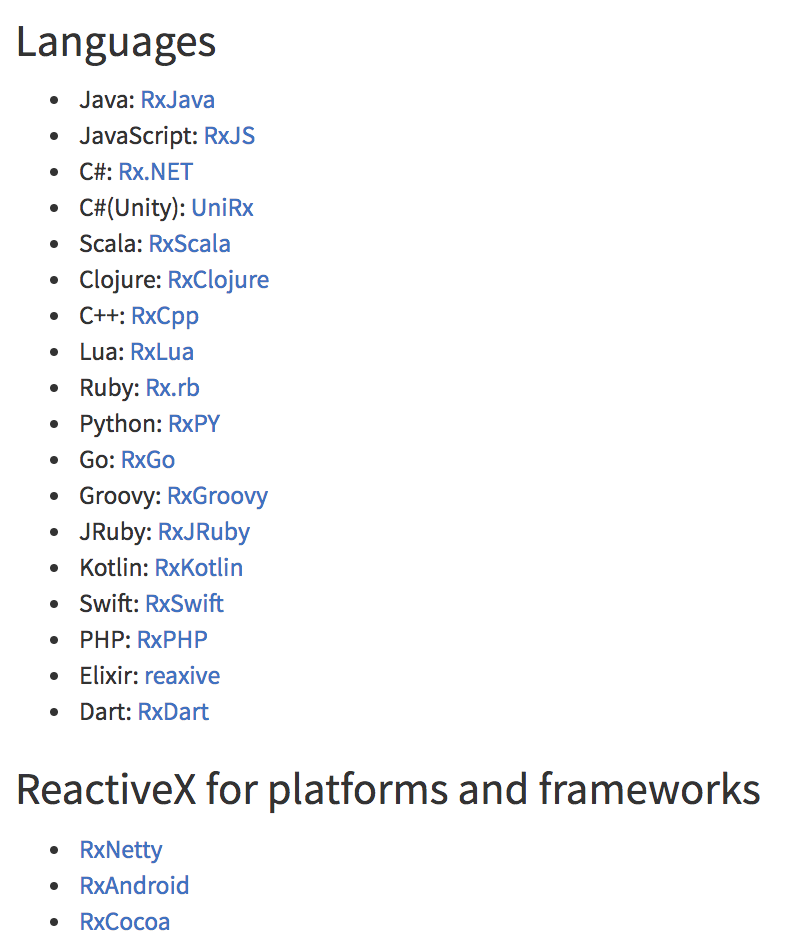 Languages
• Java: RxJava
• JavaScript: RxJS
• C#: Rx.NET
• C#(Unity): UniRx
• Scala: RxScala
• Clojure: RxClojure
• C++: RxCpp
• Lua: RxLua
• Ruby: Rx.rb
• Python: RxPY
• Go: RxGo
• Groovy: RxGroovy
• JRuby: RxJRuby
• Kotlin: RxKotlin
• Swift: RxSwift
• PHP: RxPHP
• Elixir: reaxive
• Dart: RxDart
ReactiveX for platforms and frameworks
• RxNetty
• RxAndroid
• RxCocoa